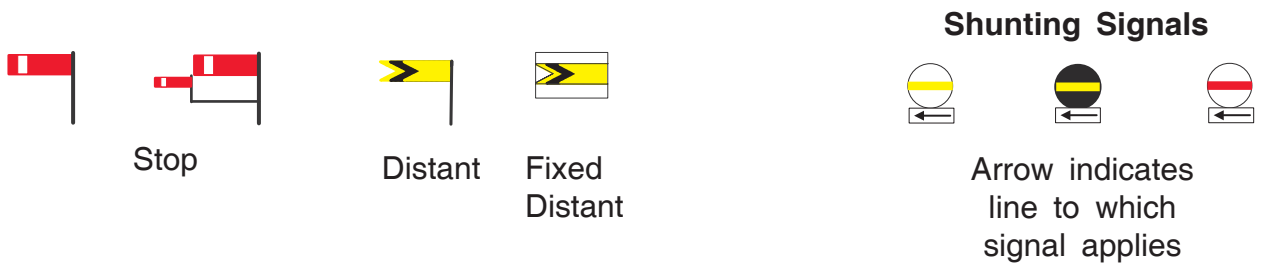 Shunting Signals
Stop
Distant
Fixed
Distant
Arrow indicates
line to which
signal applies